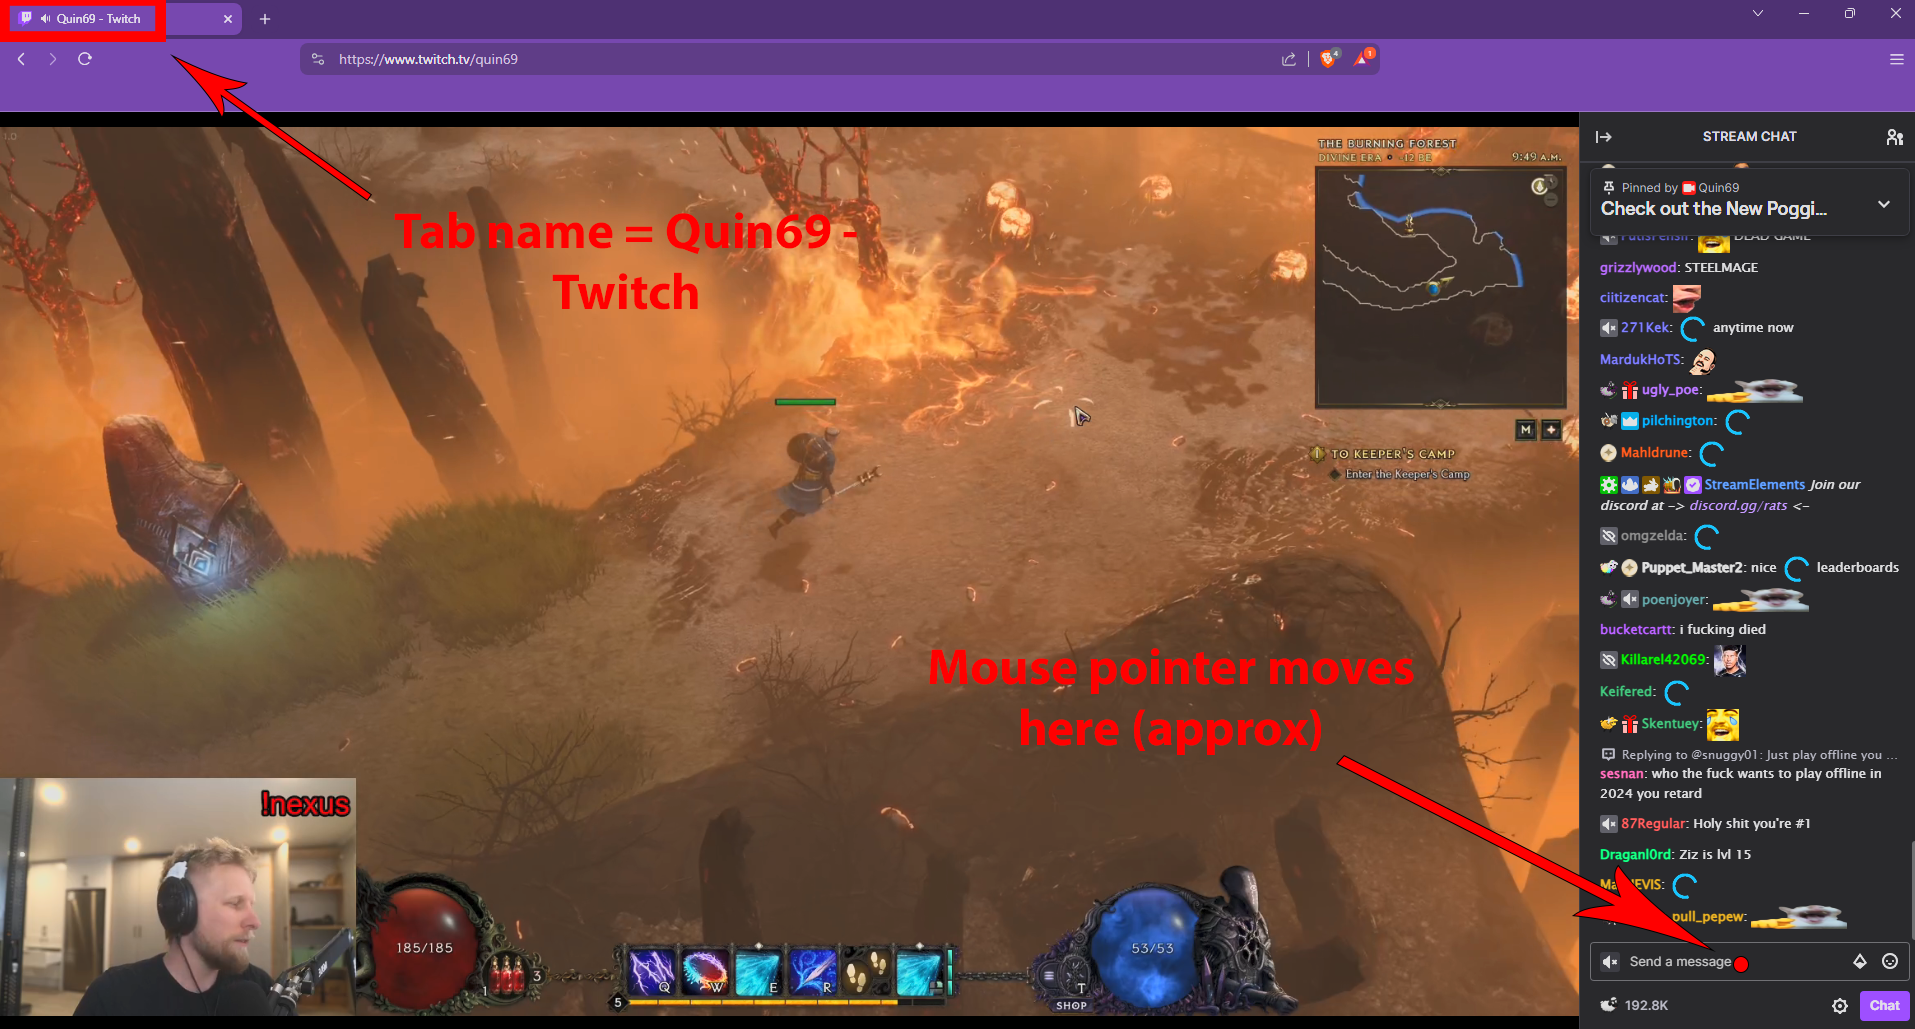 Quin69 - Twitch
https://www.twitch.tv/quin69
4
1
THE BURNING FOREST
DIVINE ERA • ~12 BE
9:49 A.M.
Tab name = Quin69 -
Twitch
M
TO KEEPER'S CAMP
Enter the Keeper's Camp
Mouse pointer moves
here (approx)
!nexus
185/185
1
3
5
Q
W
E
R
T
SHOP
53/53
STREAM CHAT
Pinned by Quin69
Check out the New Poggi...
DEAD GAME
grizzlywood: STEELMAGE
ciitizencat:
271Kek: anytime now
MardukHoTS:
ugly_poe:
pilchington:
Mahldrune:
StreamElements Join our
discord at -> discord.gg/rats <-
omgzelda:
Puppet_Master2: nice leaderboards
poenjoyer:
bucketcartt: i fucking died
Killarel42069:
Keifered:
Skentuey:
Replying to @snuggy01: Just play offline you ...
sesnan: who the fuck wants to play offline in
2024 you retard
87Regular: Holy shit you're #1
Draganl0rd: Ziz is lvl 15
pull_pepew:
Send a message
192.8K
Chat